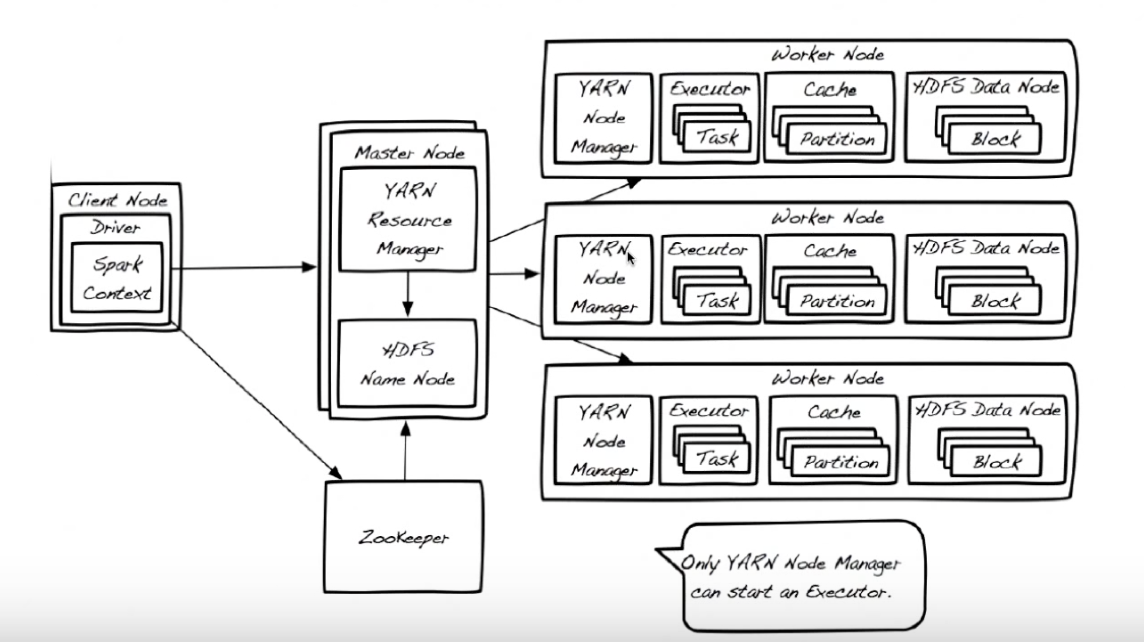 Client Node
Driver
Spark
Context
Master Node
YARN
Resource
Manager
HDFS
Name Node
ZooKeeper
Worker Node
YARN
Node
Manager
Executor
Task
Cache
Partition
HDFS Data Node
Block
Worker Node
YARN
Node
Manager
Executor
Task
Cache
Partition
HDFS Data Node
Block
Worker Node
YARN
Node
Manager
Executor
Task
Cache
Partition
HDFS Data Node
Block
Only YARN Node Manager
can start an Executor.